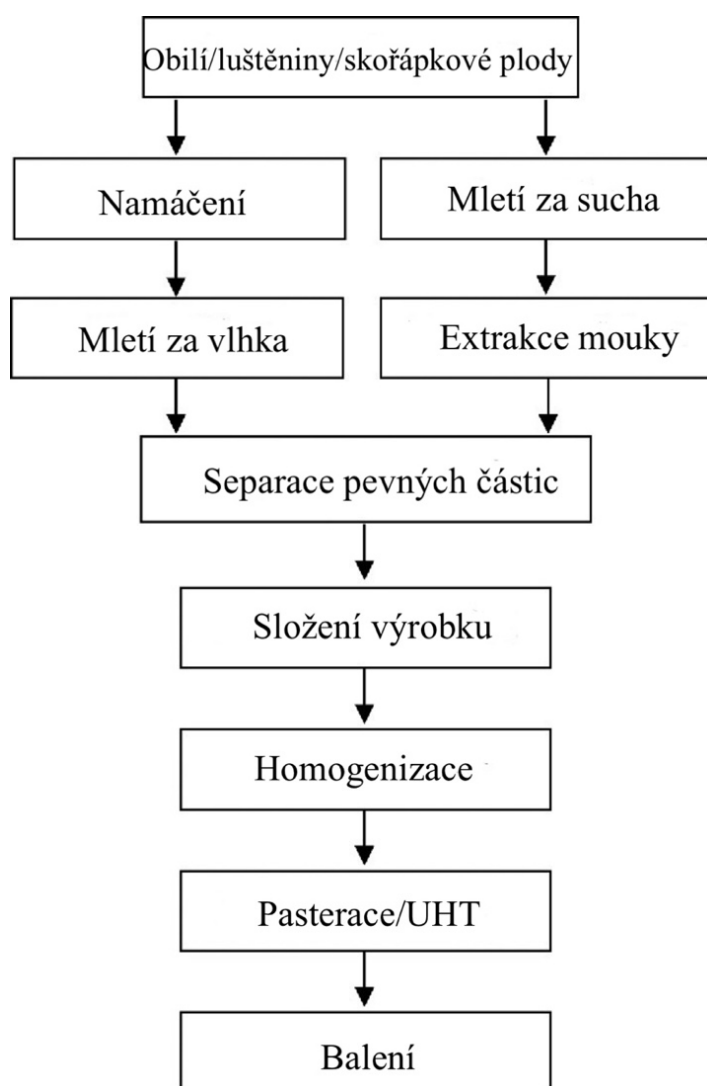 Obilí/luštěniny/skořápkové plody
Namáčení
Mletí za sucha
Mletí za vlhka
Extrakce mouky
Separace pevných částic
Složení výrobku
Homogenizace
Pasterace/UHT
Balení